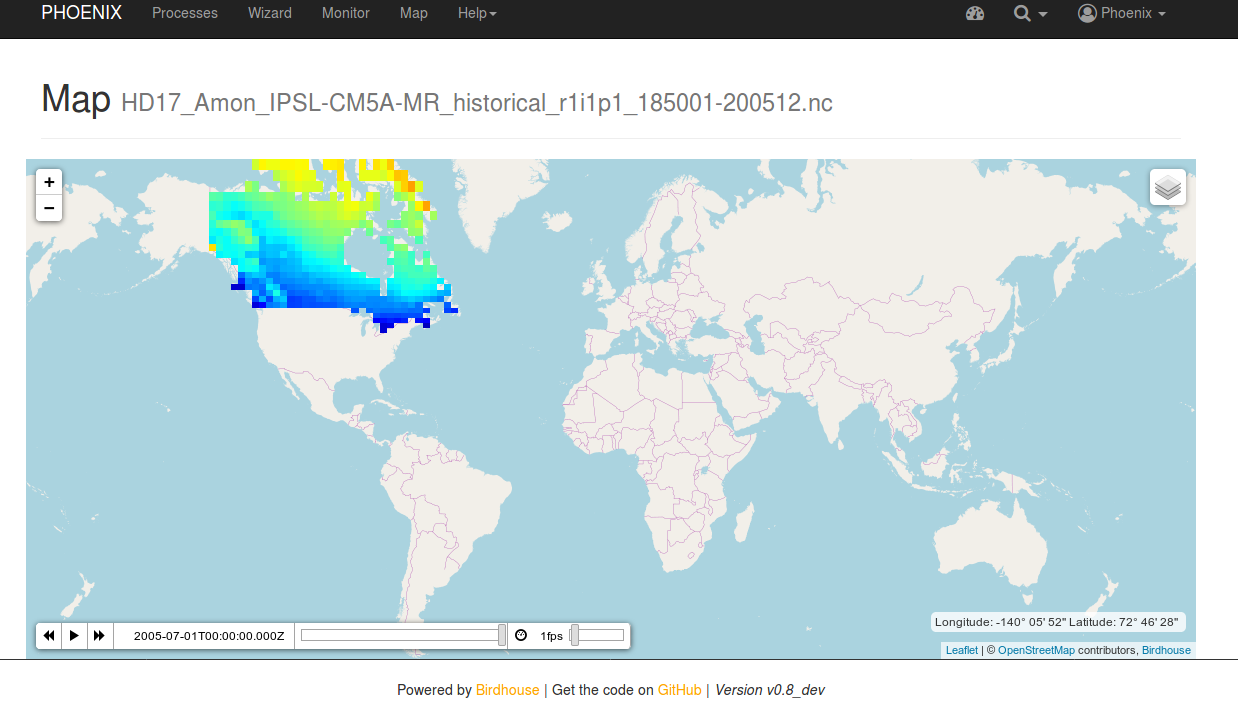 PHOENIX Processes Wizard Monitor Map Help Phoenix
Map HD17_Amon_IPSL-CM5A-MR_historical_r1i1p1_185001-200512.nc
+
−
2005-07-01T00:00:00.000Z 1fps
Longitude: -140° 05' 52" Latitude: 72° 46' 28"
Leaflet | © OpenStreetMap contributors, Birdhouse
Powered by Birdhouse | Get the code on GitHub | Version v0.8_dev